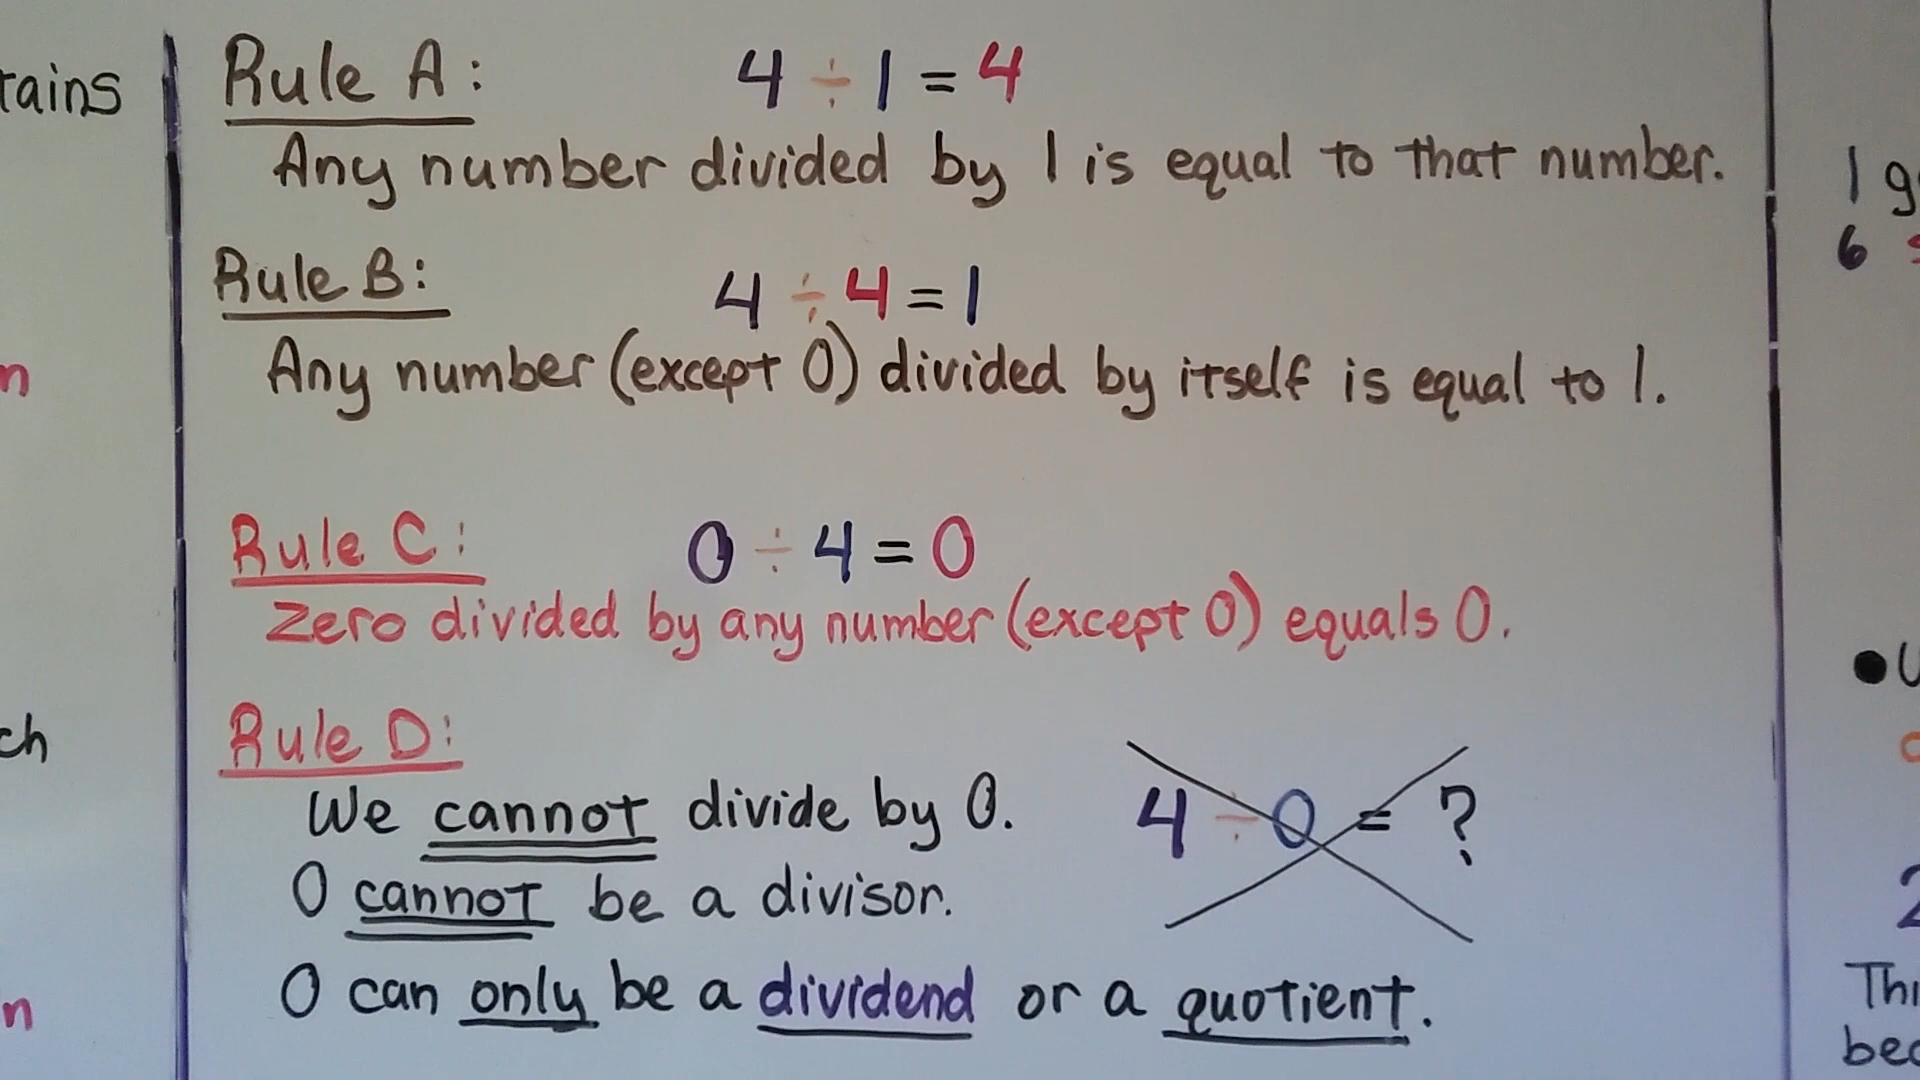 tains
n
ch
n
Rule A: 4 ÷ 1 = 4
Any number divided by 1 is equal to that number.
Rule B: 4 ÷ 4 = 1
Any number (except 0) divided by itself is equal to 1.
Rule C: 0 ÷ 4 = 0
Zero divided by any number (except 0) equals 0.
Rule D:
We cannot divide by 0. 4 ÷ 0 = ?
0 cannot be a divisor.
0 can only be a dividend or a quotient.
1 g
6
2
Thi
bec